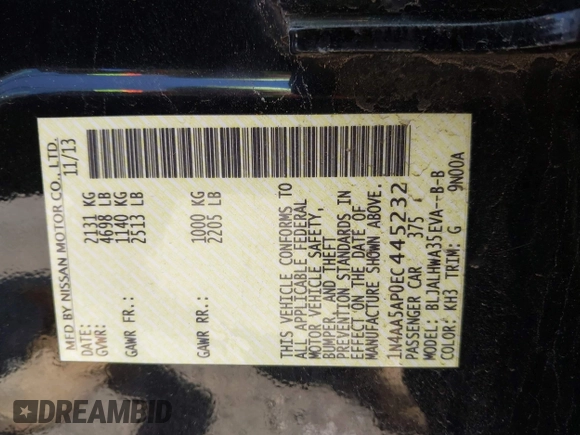 MFD BY NISSAN MOTOR CO., LTD.
11/13
GVWR: 2131 KG
4698 LB
GAWR FR.: 1140 KG
2513 LB
GAWR RR.: 1000 KG
2205 LB
THIS VEHICLE CONFORMS TO
ALL APPLICABLE FEDERAL
MOTOR VEHICLE SAFETY,
BUMPER, AND THEFT
PREVENTION STANDARDS IN
EFFECT ON THE DATE OF
MANUFACTURE SHOWN ABOVE.
1N4AA5AP0EC445232
PASSENGER CAR 375
MODEL: BLJALHWA35EVA--B-B
COLOR: KH3 TRIM: G 9N00A
DREAMBID